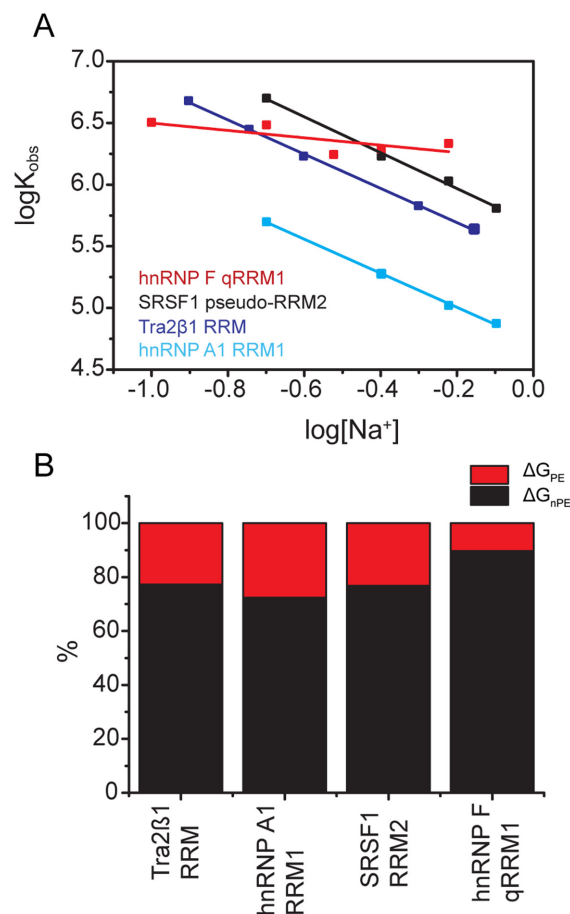 A
7.0
6.5
6.0
5.5
5.0
4.5
logK_obs
hnRNP F qRRM1
SRSF1 pseudo-RRM2
Tra2β1 RRM
hnRNP A1 RRM1
-1.0 -0.8 -0.6 -0.4 -0.2 0.0
log[Na⁺]
B
ΔG_PE
ΔG_nPE
100
80
60
40
20
0
%
Tra2ß1
RRM
hnRNP A1
RRM1
SRSF1
RRM2
hnRNP F
qRRM1